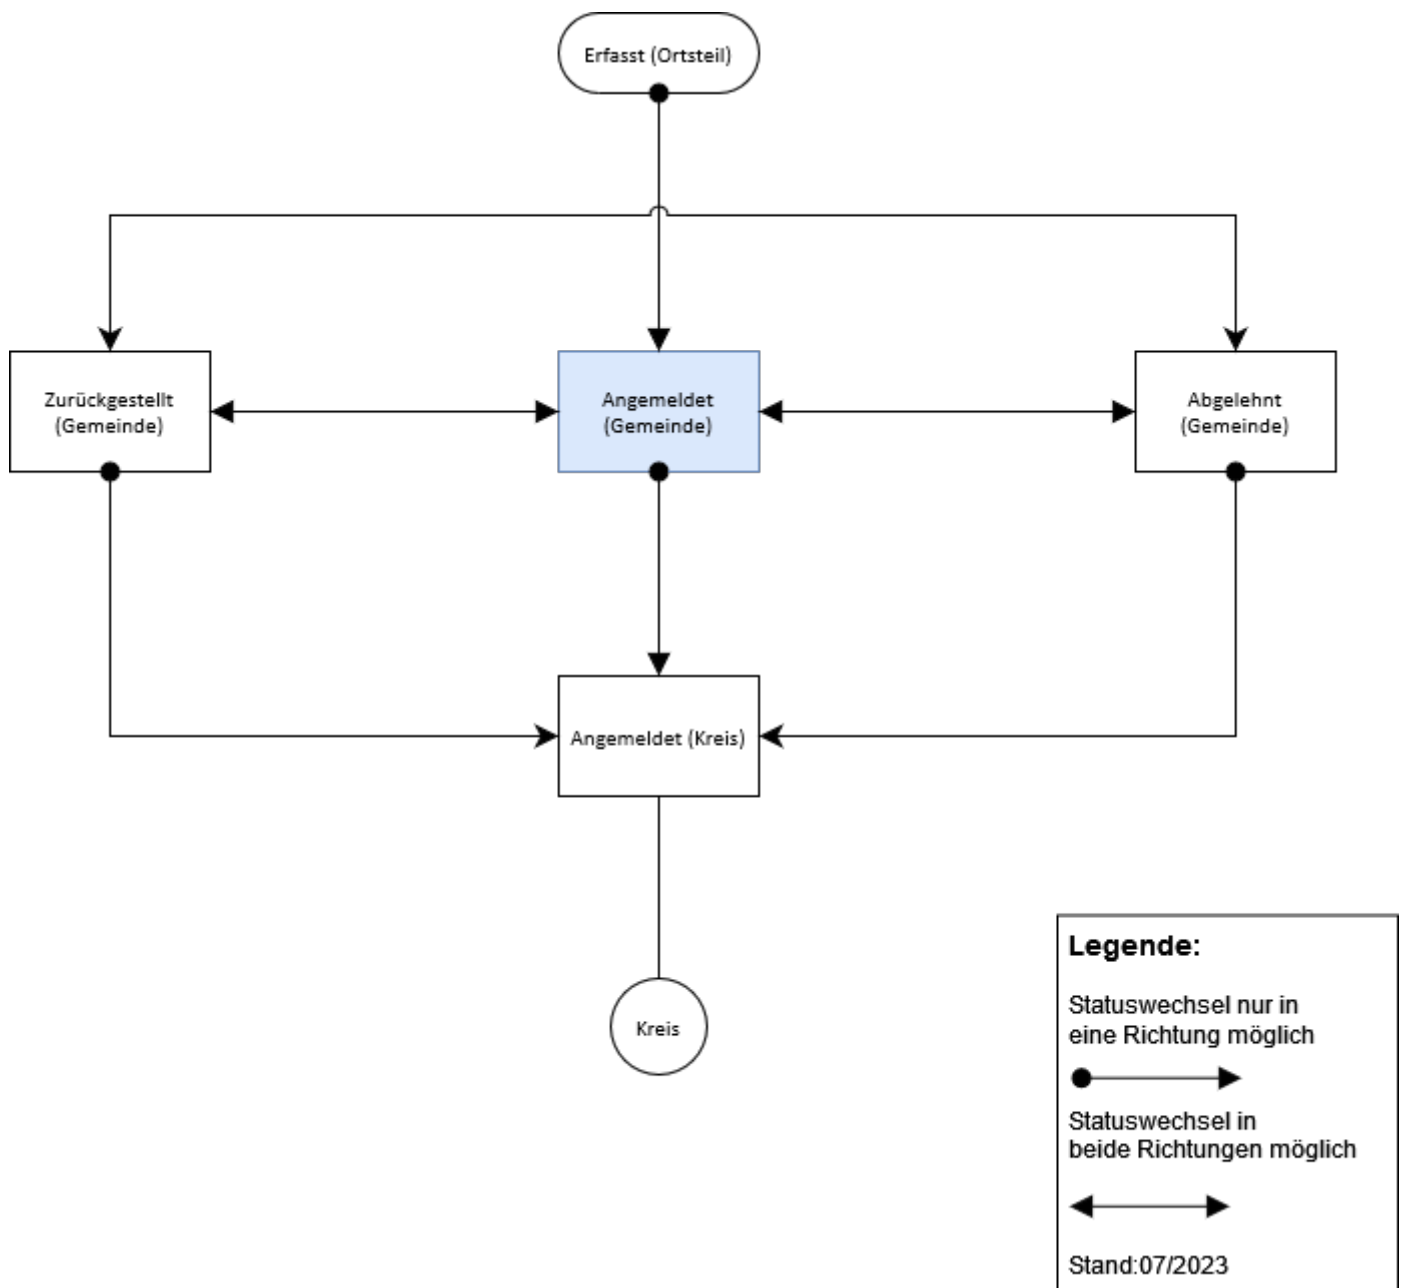 Erfasst (Ortsteil)
Zurückgestellt
(Gemeinde)
Angemeldet
(Gemeinde)
Abgelehnt
(Gemeinde)
Angemeldet (Kreis)
Kreis
Legende:
Statuswechsel nur in
eine Richtung möglich
Statuswechsel in
beide Richtungen möglich
Stand:07/2023